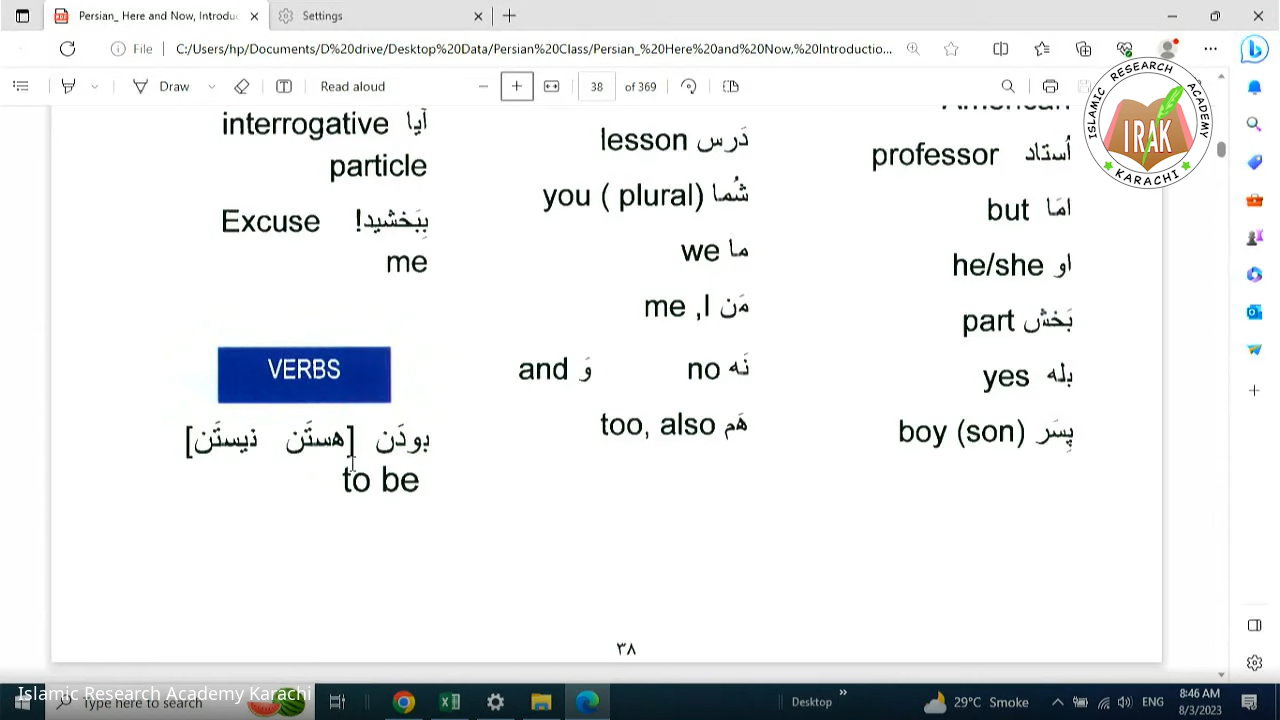 Persian_ Here and Now, Introdu
Settings
File
C:/Users/hp/Documents/D%20drive/Desktop%20Data/Persian%20Class/Persian_%20Here%20and%20Now,%20Introductio...
Draw
Read aloud
38
of 369
ISLAMIC RESEARCH ACADEMY
IRAK
KARACHI
American
اُستاد professor
امَا but
او he/she
بَخش part
بله yes
پِسَر boy (son)
دَرس lesson
شُما you ( plural)
ما we
مَن me ,I
نَه no
وَ and
هَم too, also
آیا interrogative
particle
بِبَخشید! Excuse
me
VERBS
بودَن [هستَن نیستَن]
to be
۳۸
Islamic Research Academy Karachi
Type here to search
Desktop
29°C Smoke
ENG
8:46 AM
8/3/2023